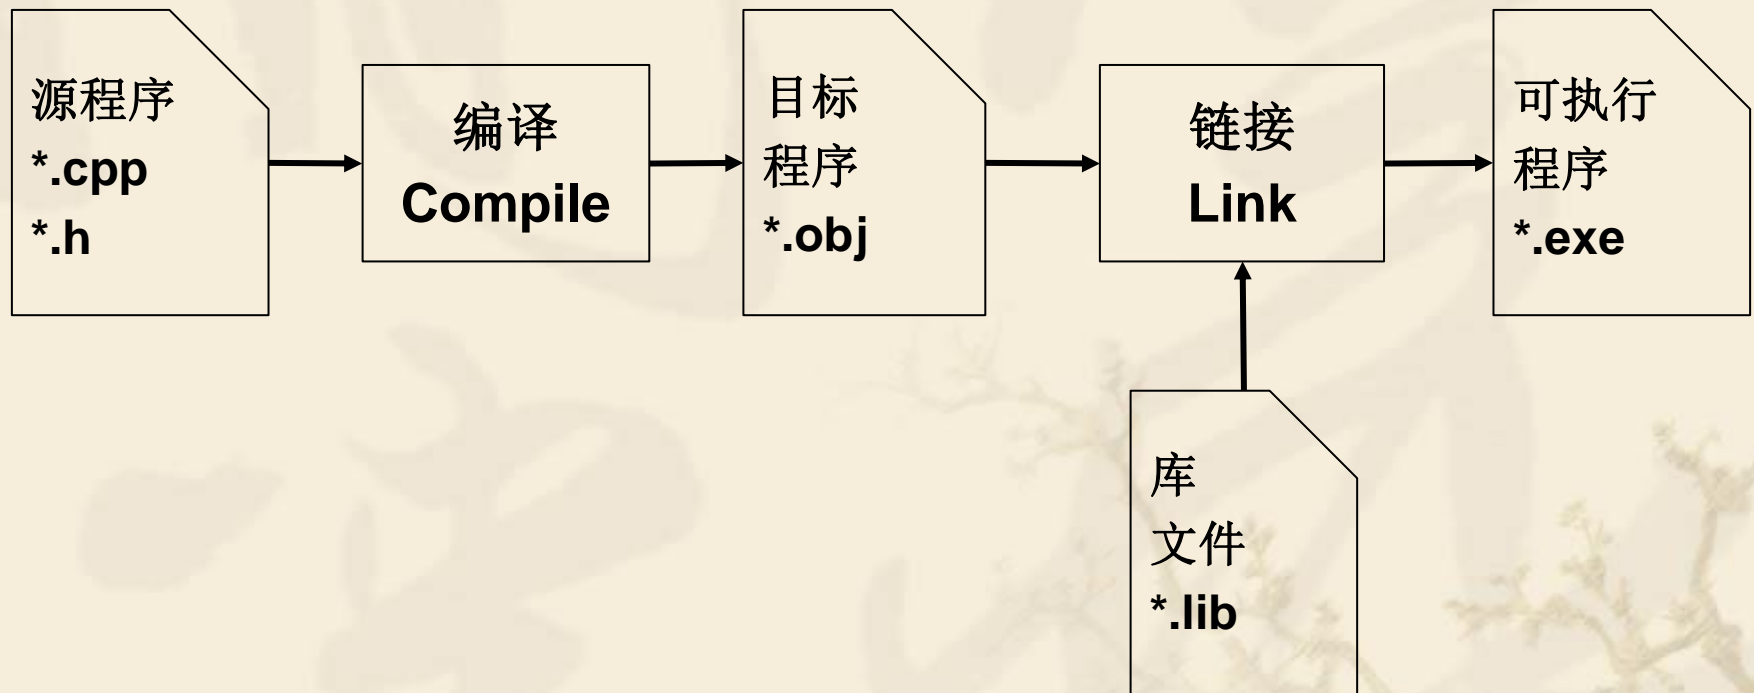 源程序
*.cpp
*.h
编译
Compile
目标
程序
*.obj
链接
Link
可执行
程序
*.exe
库
文件
*.lib